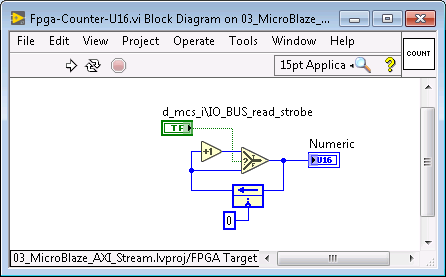 Fpga-Counter-U16.vi Block Diagram on 03_MicroBlaze_...
File Edit View Project Operate Tools Window Help
COUNT
15pt Applica
?
d_mcs_i\IO_BUS_read_strobe
TF
Numeric
+1
?
F
U16
i
0
03_MicroBlaze_AXI_Stream.lvproj/FPGA Target